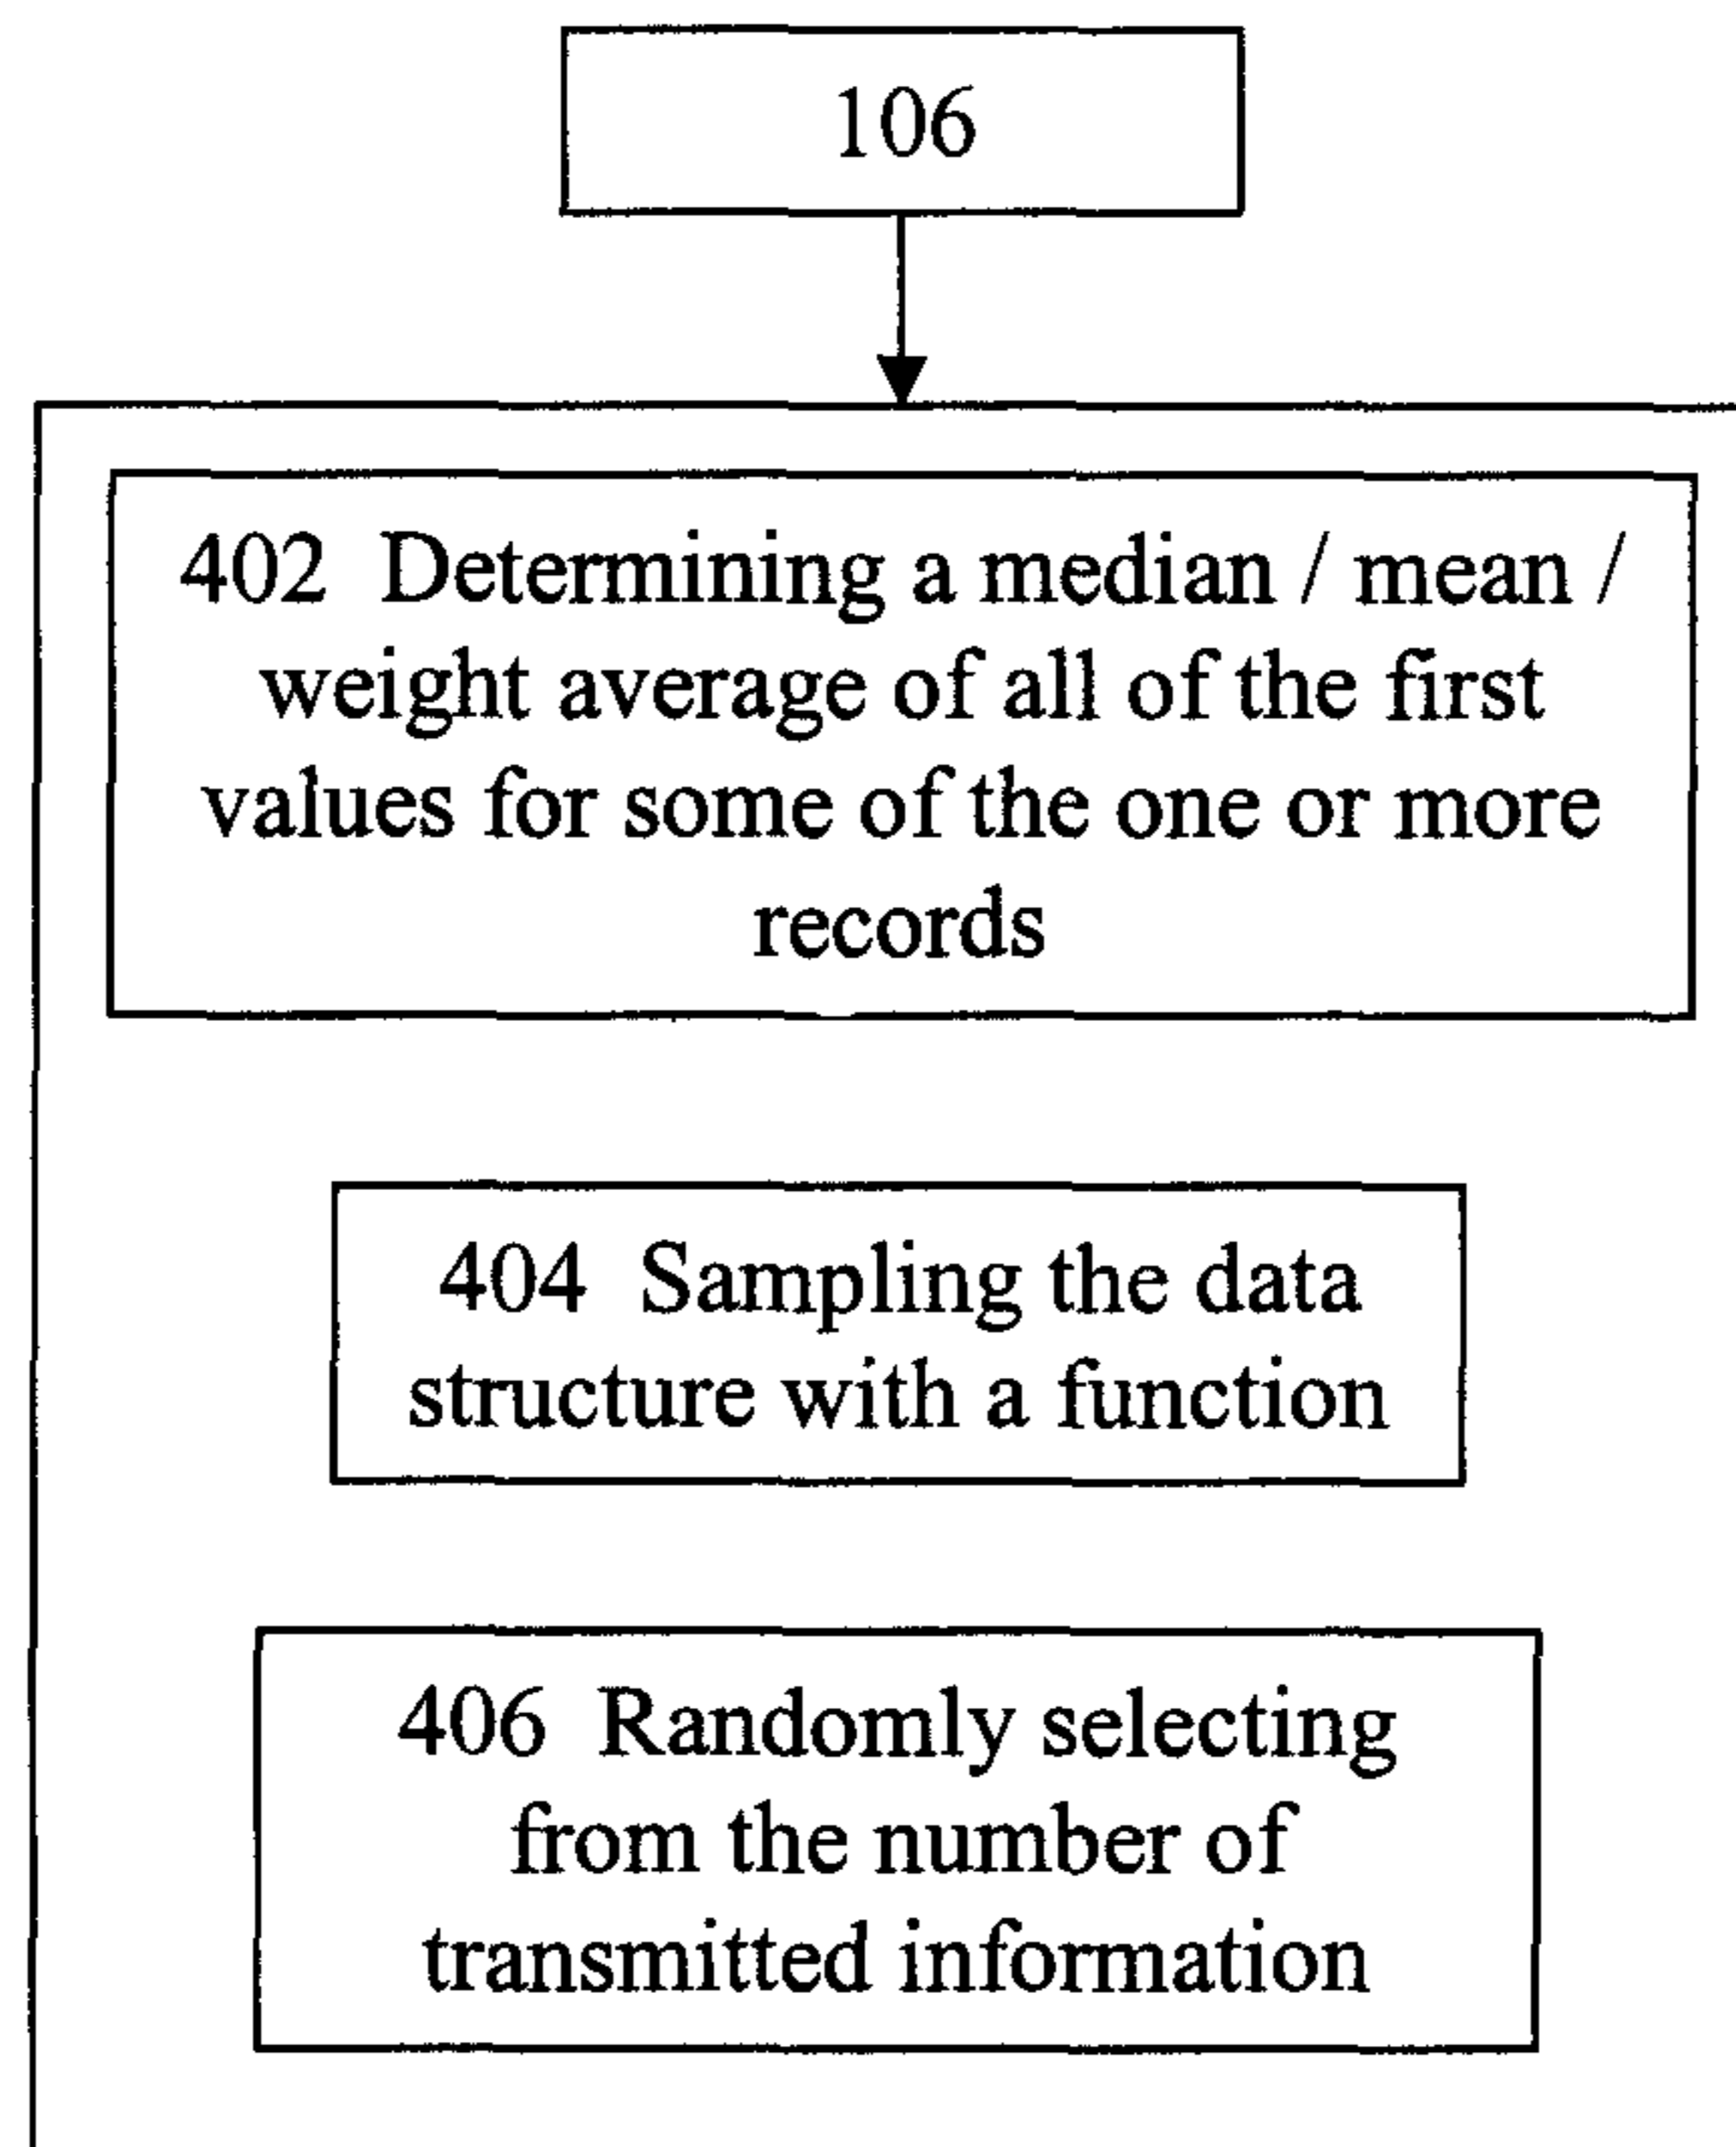 106
402 Determining a median / mean /
weight average of all of the first
values for some of the one or more
records
404 Sampling the data
structure with a function
406 Randomly selecting
from the number of
transmitted information